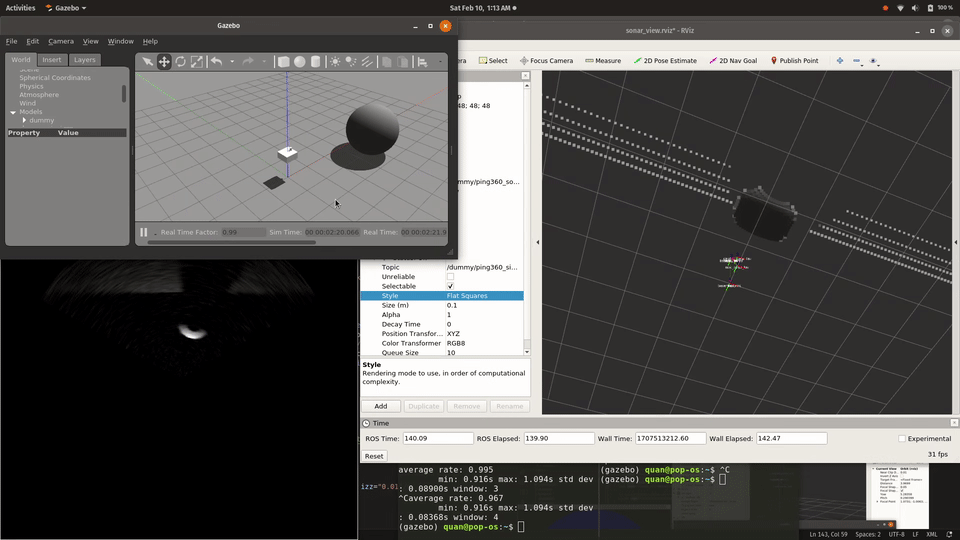 Activities Gazebo Sat Feb 10, 1:13 AM 100 %
Gazebo
File Edit Camera View Window Help
World Insert Layers
Spherical Coordinates
Physics
Atmosphere
Wind
Models
dummy
Property Value
Real Time Factor: 0.99 Sim Time: 00 00:02:20.066 Real Time: 00 00:02:21.9
sonar_view.rviz* - RViz
Select Focus Camera Measure 2D Pose Estimate 2D Nav Goal Publish Point
48; 48; 48
ummy/ping360_so...
Topic /dummy/ping360_si...
Unreliable
Selectable
Style Flat Squares
Size (m) 0.1
Alpha 1
Decay Time 0
Position Transfor... XYZ
Color Transformer RGB8
Queue Size 10
Style
Rendering mode to use, in order of computational
complexity.
Add Duplicate Remove Rename
Time
ROS Time: 140.09 ROS Elapsed: 139.90 Wall Time: 1707513212.60 Wall Elapsed: 142.47 Experimental
Reset 31 fps
izz="0.01
average rate: 0.995
min: 0.916s max: 1.094s std dev
: 0.08900s window: 3
^Caverage rate: 0.967
min: 0.916s max: 1.094s std dev
: 0.08368s window: 4
(gazebo) quan@pop-os:~$
(gazebo) quan@pop-os:~$ ^C
(gazebo) quan@pop-os:~$
Ln 143, Col 59 Spaces: 2 UTF-8 LF XML